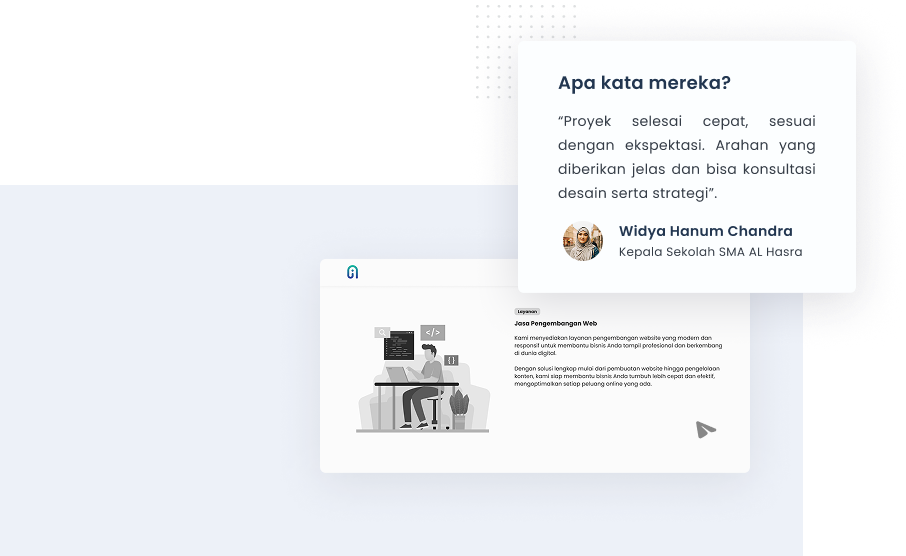 Apa kata mereka?
“Proyek selesai cepat, sesuai
dengan ekspektasi. Arahan yang
diberikan jelas dan bisa konsultasi
desain serta strategi”.
Widya Hanum Chandra
Kepala Sekolah SMA AL Hasra
Layanan
Jasa Pengembangan Web
Kami menyediakan layanan pengembangan website yang modern dan
responsif untuk membantu bisnis Anda tampil profesional dan berkembang
di dunia digital.
Dengan solusi lengkap mulai dari pembuatan website hingga pengelolaan
konten, kami siap membantu bisnis Anda tumbuh lebih cepat dan efektif,
mengoptimalkan setiap peluang online yang ada.
</>
{ }